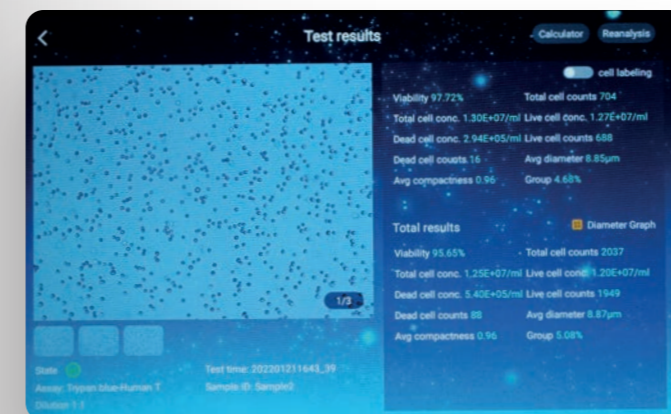 Test results
Calculator
Reanalysis
cell labeling
Viability 97.72%
Total cell counts 704
Total cell conc. 1.30E+07/ml
Live cell conc. 1.27E+07/ml
Dead cell conc. 2.94E+05/ml
Live cell counts 688
Dead cell counts 16
Avg diameter 8.85μm
Avg compactness 0.96
Group 4.68%
Total results
Diameter Graph
Viability 95.65%
Total cell counts 2037
Total cell conc. 1.25E+07/ml
Live cell conc. 1.20E+07/ml
Dead cell conc. 5.40E+05/ml
Live cell counts 1949
Dead cell counts 88
Avg diameter 8.87μm
Avg compactness 0.96
Group 5.08%
1/3
State
Test time: 202201211643_39
Assay: Trypan blue-Human T
Sample ID: Sample2
Dilution 1:1